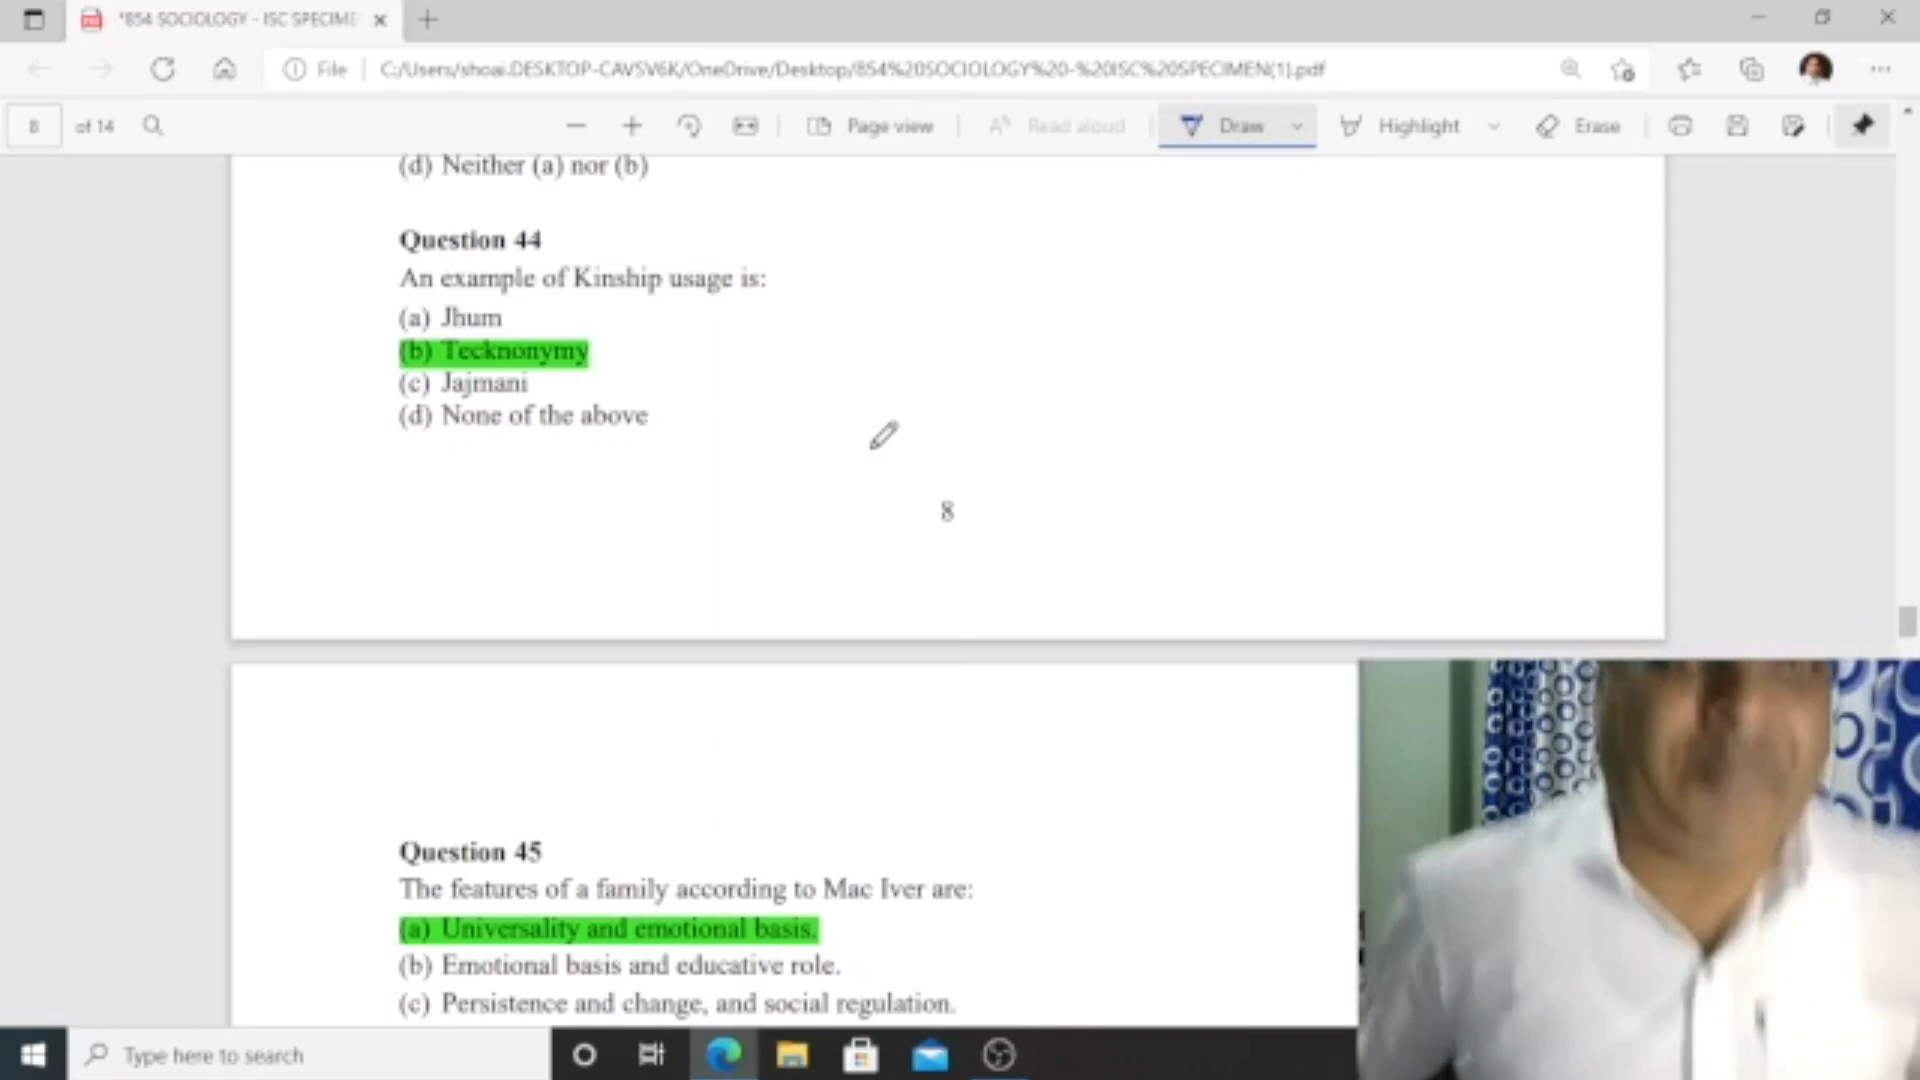 *854 SOCIOLOGY - ISC SPECIME
File
C:/Users/shoai.DESKTOP-CAVSV6K/OneDrive/Desktop/854%20SOCIOLOGY%20-%20ISC%20SPECIMEN(1).pdf
8 of 14
Page view
Read aloud
Draw
Highlight
Erase
(d) Neither (a) nor (b)
Question 44
An example of Kinship usage is:
(a) Jhum
(b) Tecknonymy
(c) Jajmani
(d) None of the above
8
Question 45
The features of a family according to Mac Iver are:
(a) Universality and emotional basis.
(b) Emotional basis and educative role.
(c) Persistence and change, and social regulation.
Type here to search